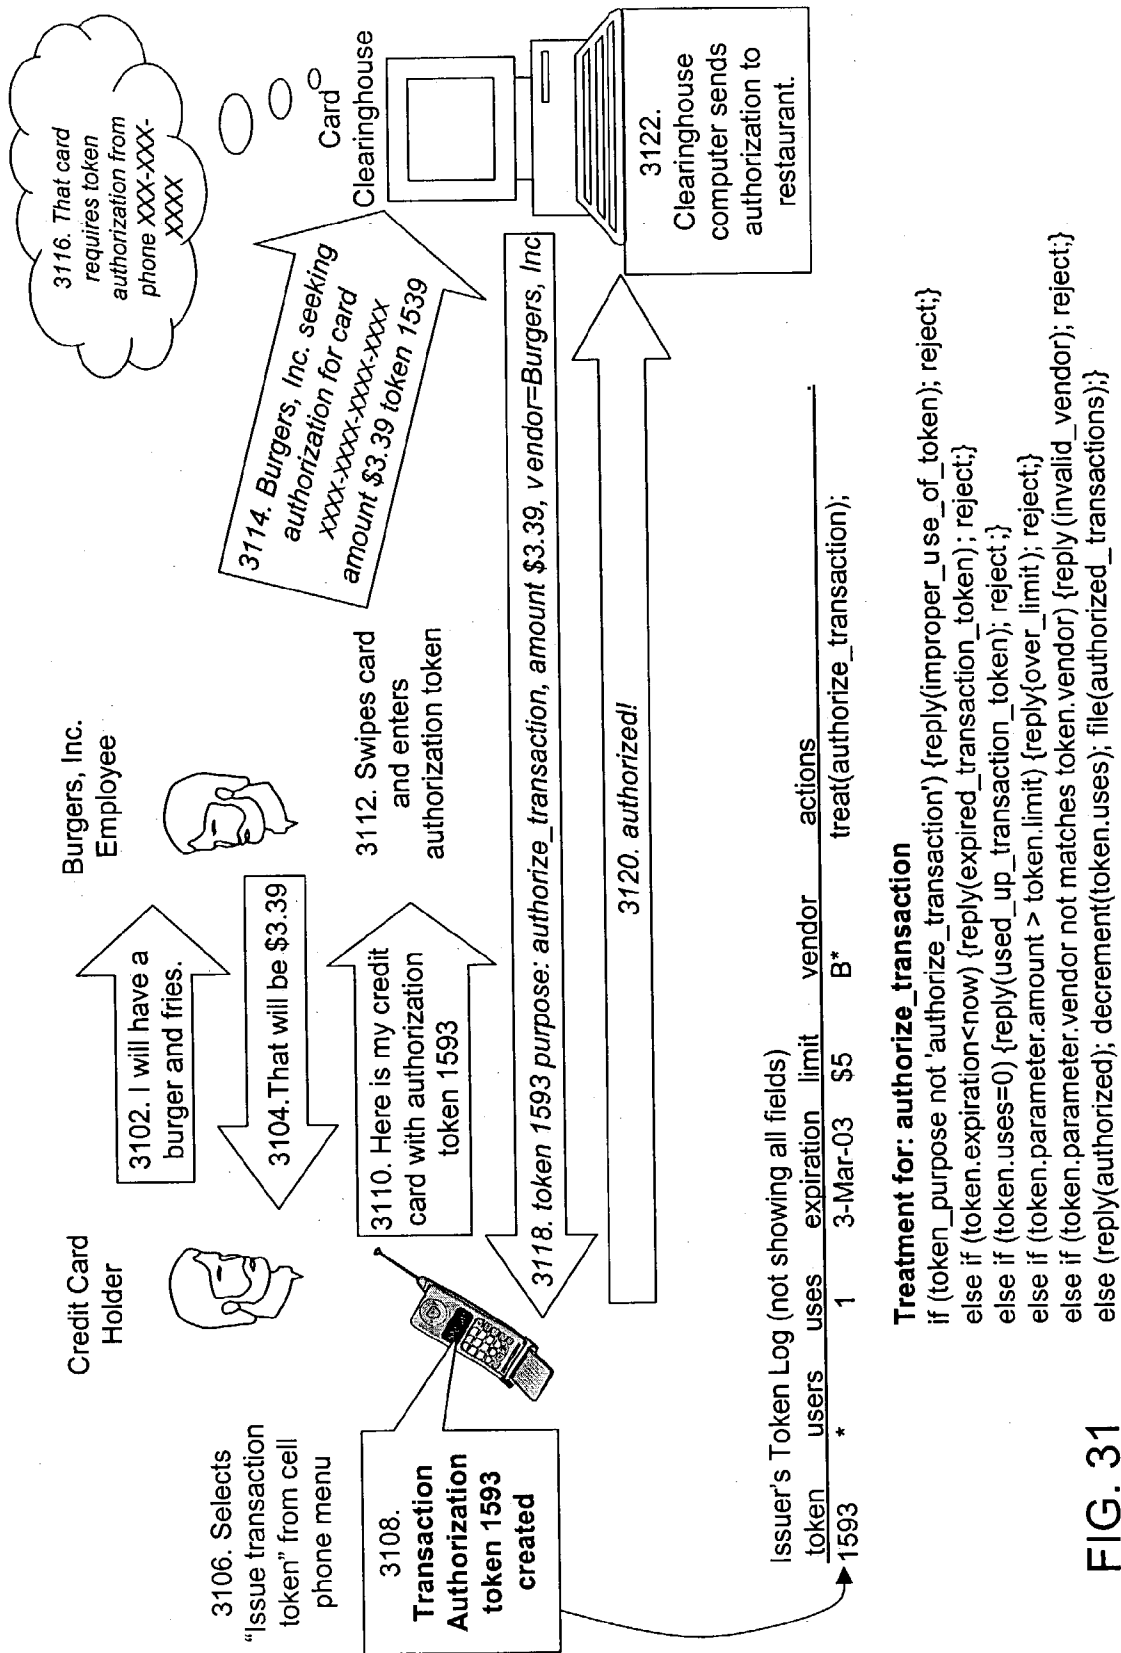 Credit Card
Holder
Burgers, Inc.
Employee
3102. I will have a
burger and fries.
3104.That will be $3.39
3106. Selects
"Issue transaction
token" from cell
phone menu
3108.
Transaction
Authorization
token 1593
created
3110. Here is my credit
card with authorization
token 1593
3112. Swipes card
and enters
authorization token
3114. Burgers, Inc. seeking
authorization for card
xxxx-xxxx-xxxx-xxxx
amount $3.39 token 1539
3116. That card
requires token
authorization from
phone XXX-XXX-
XXXX
Card
Clearinghouse
3118. token 1593 purpose: authorize_transaction, amount $3.39, vendor=Burgers, Inc
3120. authorized!
3122.
Clearinghouse
computer sends
authorization to
restaurant.
Issuer's Token Log (not showing all fields)
token users uses expiration limit vendor actions .
1593 * 1 3-Mar-03 $5 B* treat(authorize_transaction);
Treatment for: authorize_transaction
if (token_purpose not 'authorize_transaction') {reply(improper_use_of_token); reject;}
else if (token.expiration<now) {reply(expired_transaction_token); reject;}
else if (token.uses=0) {reply(used_up_transaction_token); reject;}
else if (token.parameter.amount > token.limit) {reply{over_limit); reject;}
else if (token.parameter.vendor not matches token.vendor) {reply (invalid_vendor); reject;}
else (reply(authorized); decrement(token.uses); file(authorized_transactions);}
FIG. 31